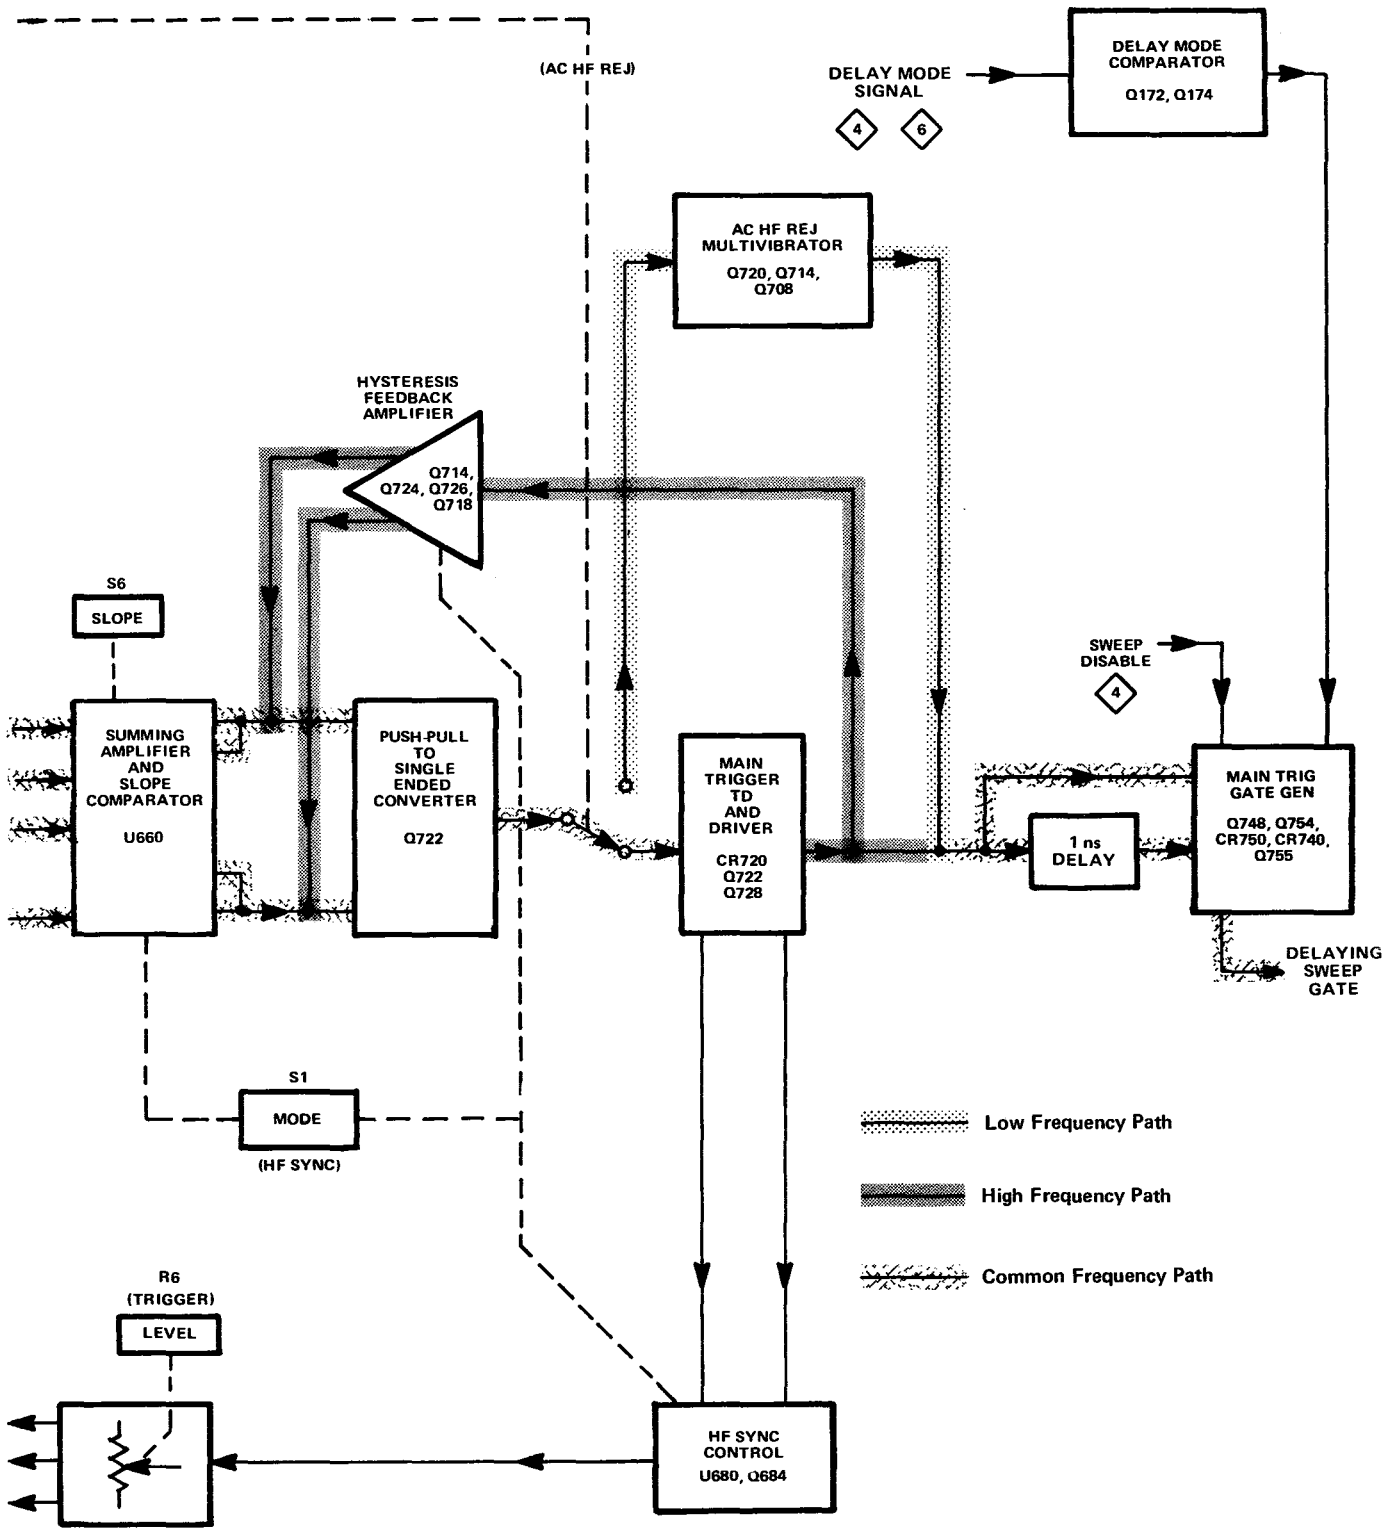 (AC HF REJ)
DELAY MODE
SIGNAL
4
6
DELAY MODE
COMPARATOR
Q172, Q174
AC HF REJ
MULTIVIBRATOR
Q720, Q714,
Q708
HYSTERESIS
FEEDBACK
AMPLIFIER
Q714,
Q724, Q726,
Q718
S6
SLOPE
SWEEP
DISABLE
4
SUMMING
AMPLIFIER
AND
SLOPE
COMPARATOR
U660
PUSH-PULL
TO
SINGLE
ENDED
CONVERTER
Q722
MAIN
TRIGGER
TD
AND
DRIVER
CR720
Q722
Q728
1 ns
DELAY
MAIN TRIG
GATE GEN
Q748, Q754,
CR750, CR740,
Q755
DELAYING
SWEEP
GATE
S1
MODE
(HF SYNC)
Low Frequency Path
High Frequency Path
Common Frequency Path
R6
(TRIGGER)
LEVEL
HF SYNC
CONTROL
U680, Q684